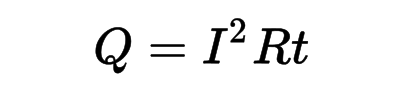 Q = I²Rt